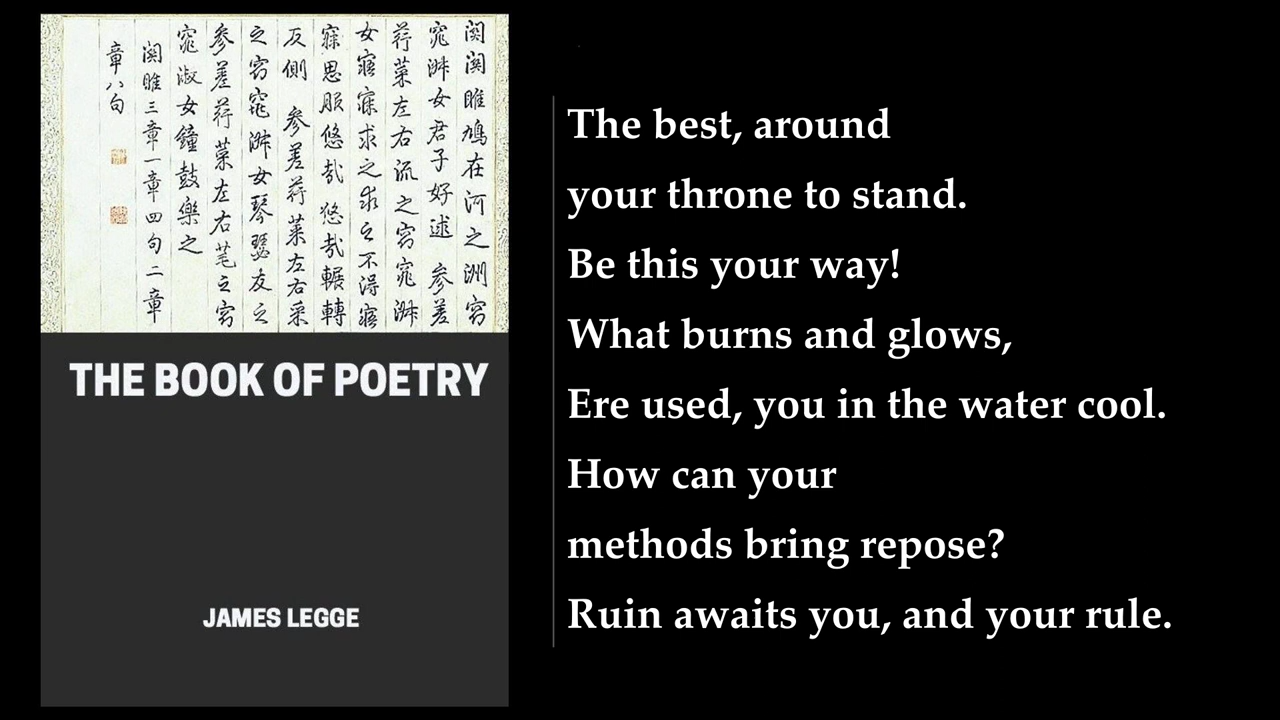 関関雎鳩在河之洲窈
窕淑女君子好逑 参差
荇菜左右流之窈窕淑
女寤寐求之求之不得寤
寐思服悠哉悠哉輾轉
反側 参差荇菜左右采
之窈窕淑女琴瑟友之
参差荇菜左右芼之窈
窕淑女鐘鼓樂之
関雎三章一章四句二章
章八句
THE BOOK OF POETRY
JAMES LEGGE
The best, around
your throne to stand.
Be this your way!
What burns and glows,
Ere used, you in the water cool.
How can your
methods bring repose?
Ruin awaits you, and your rule.